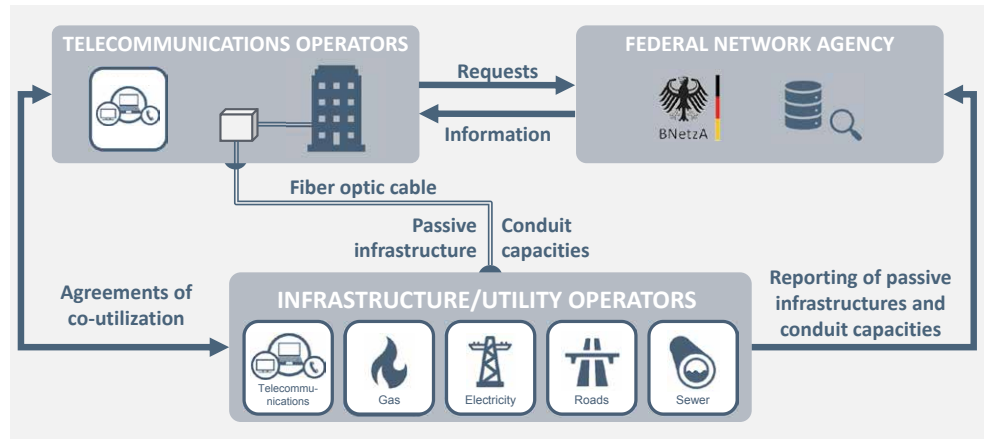 TELECOMMUNICATIONS OPERATORS
FEDERAL NETWORK AGENCY
Requests
Information
BNetzA
Fiber optic cable
Passive
infrastructure
Conduit
capacities
Agreements of
co-utilization
Reporting of passive
infrastructures and
conduit capacities
INFRASTRUCTURE/UTILITY OPERATORS
Telecommu-
nications
Gas
Electricity
Roads
Sewer